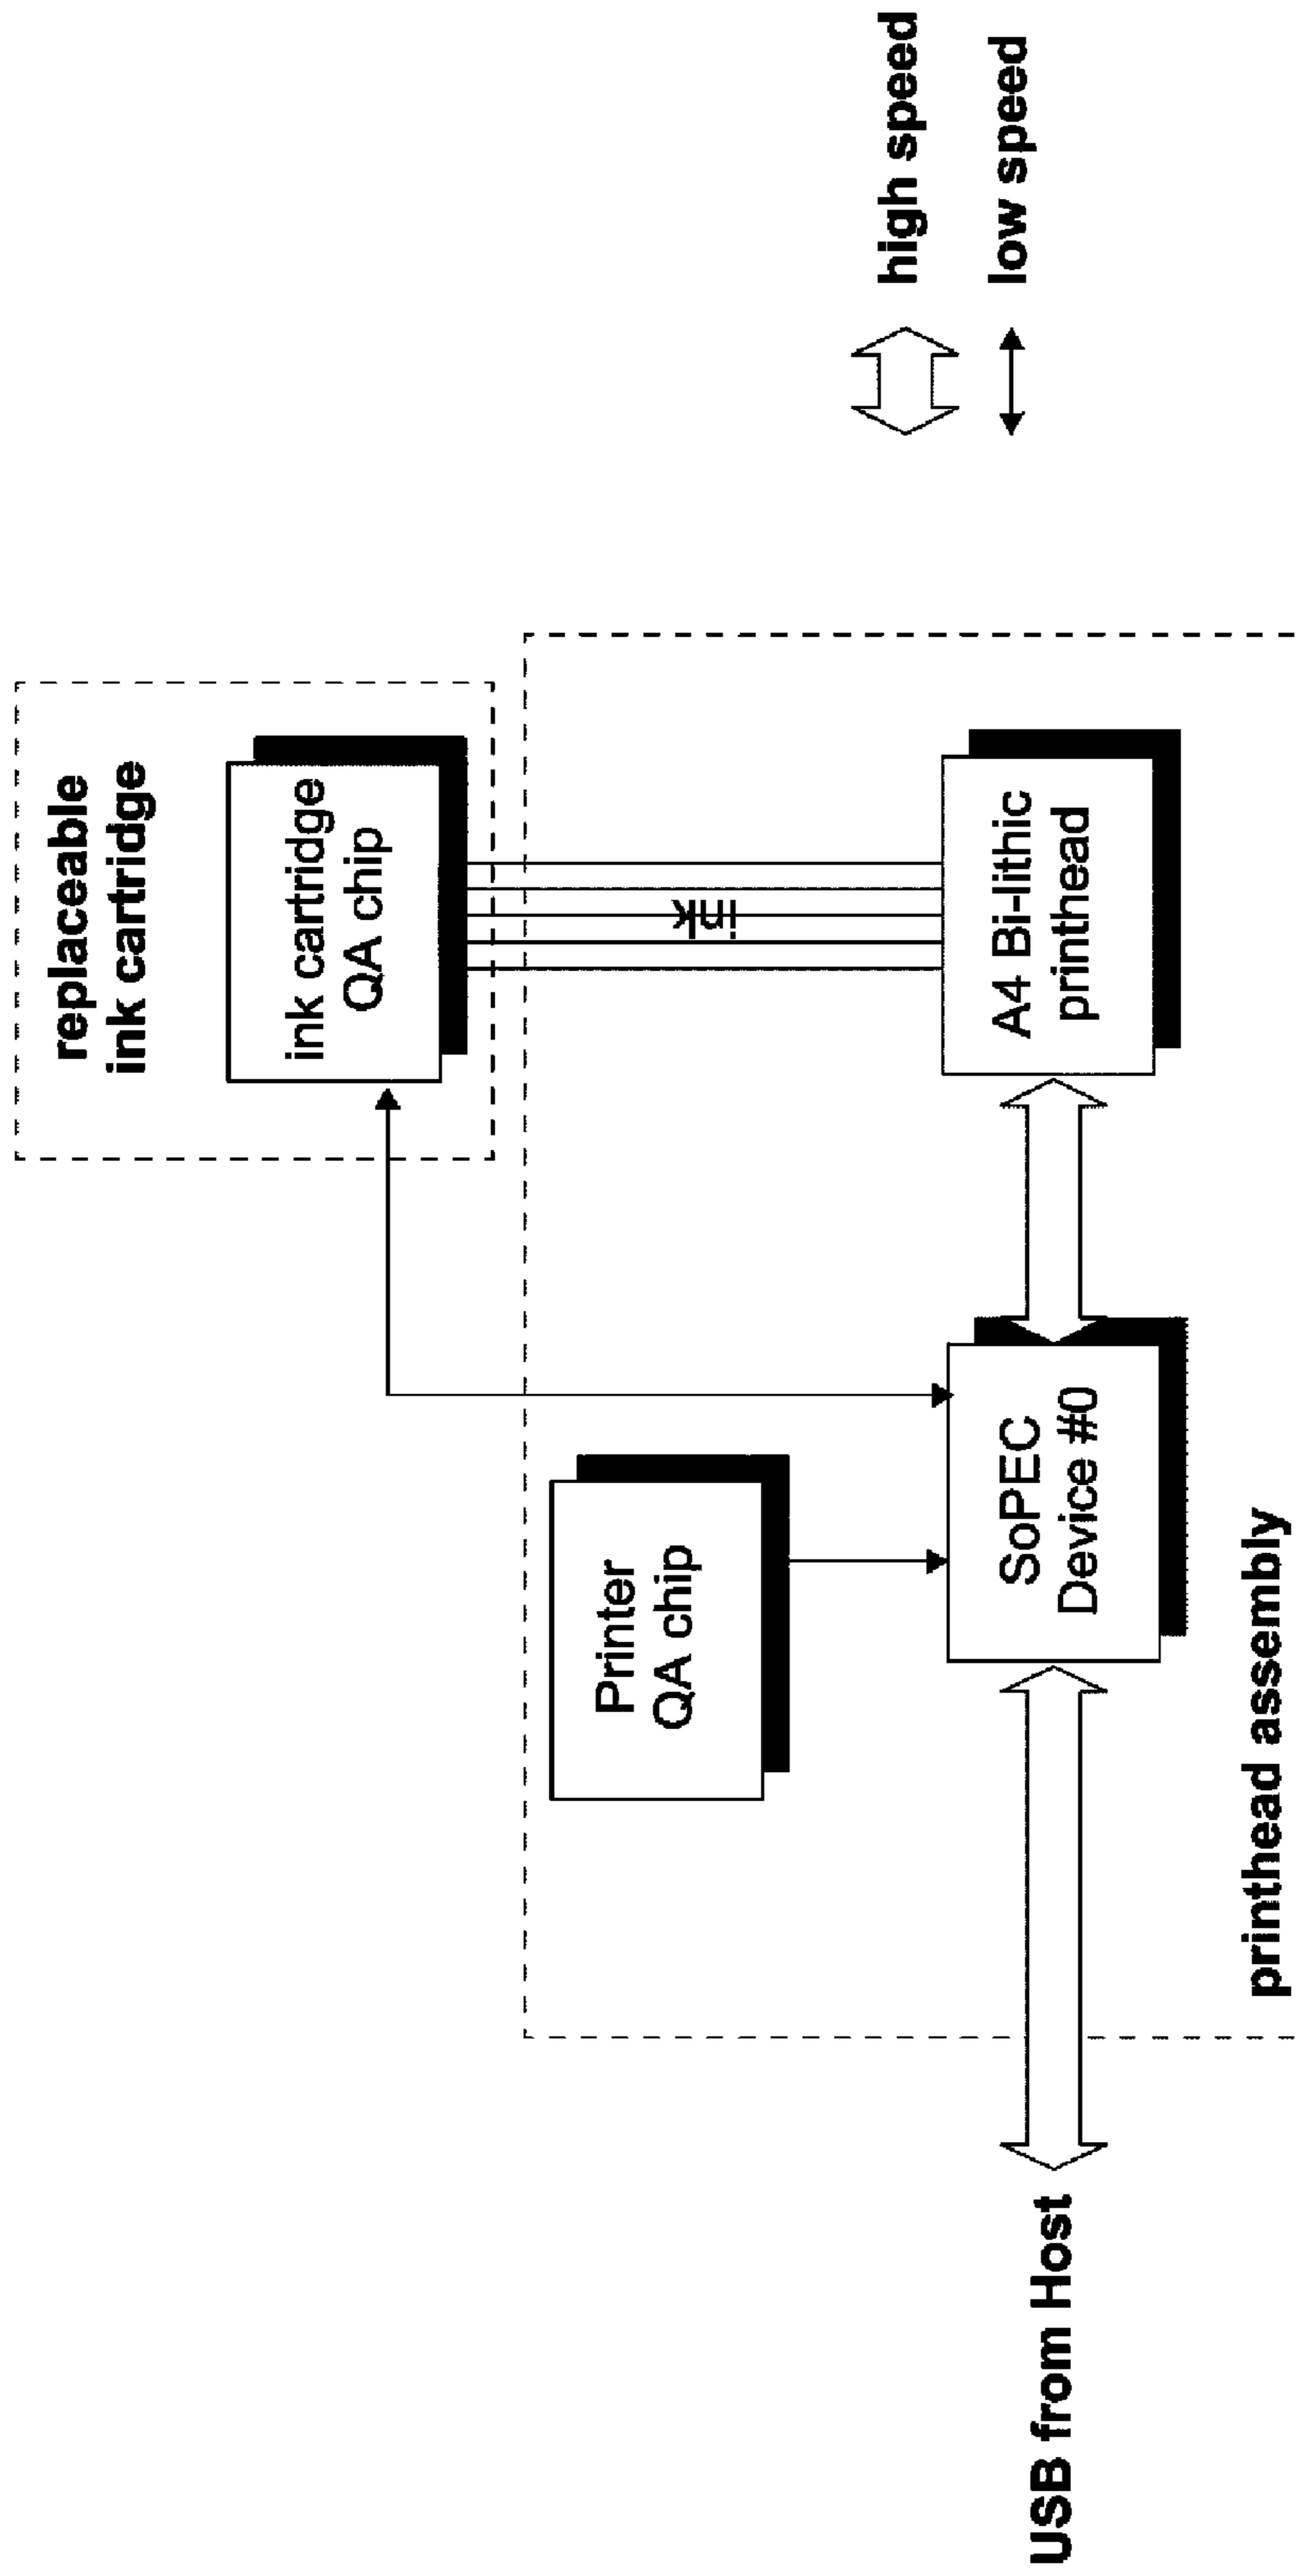 replaceable
ink cartridge
ink cartridge
QA chip
ink
Printer
QA chip
A4 Bi-lithic
printhead
SoPEC
Device #0
USB from Host
printhead assembly
high speed
low speed